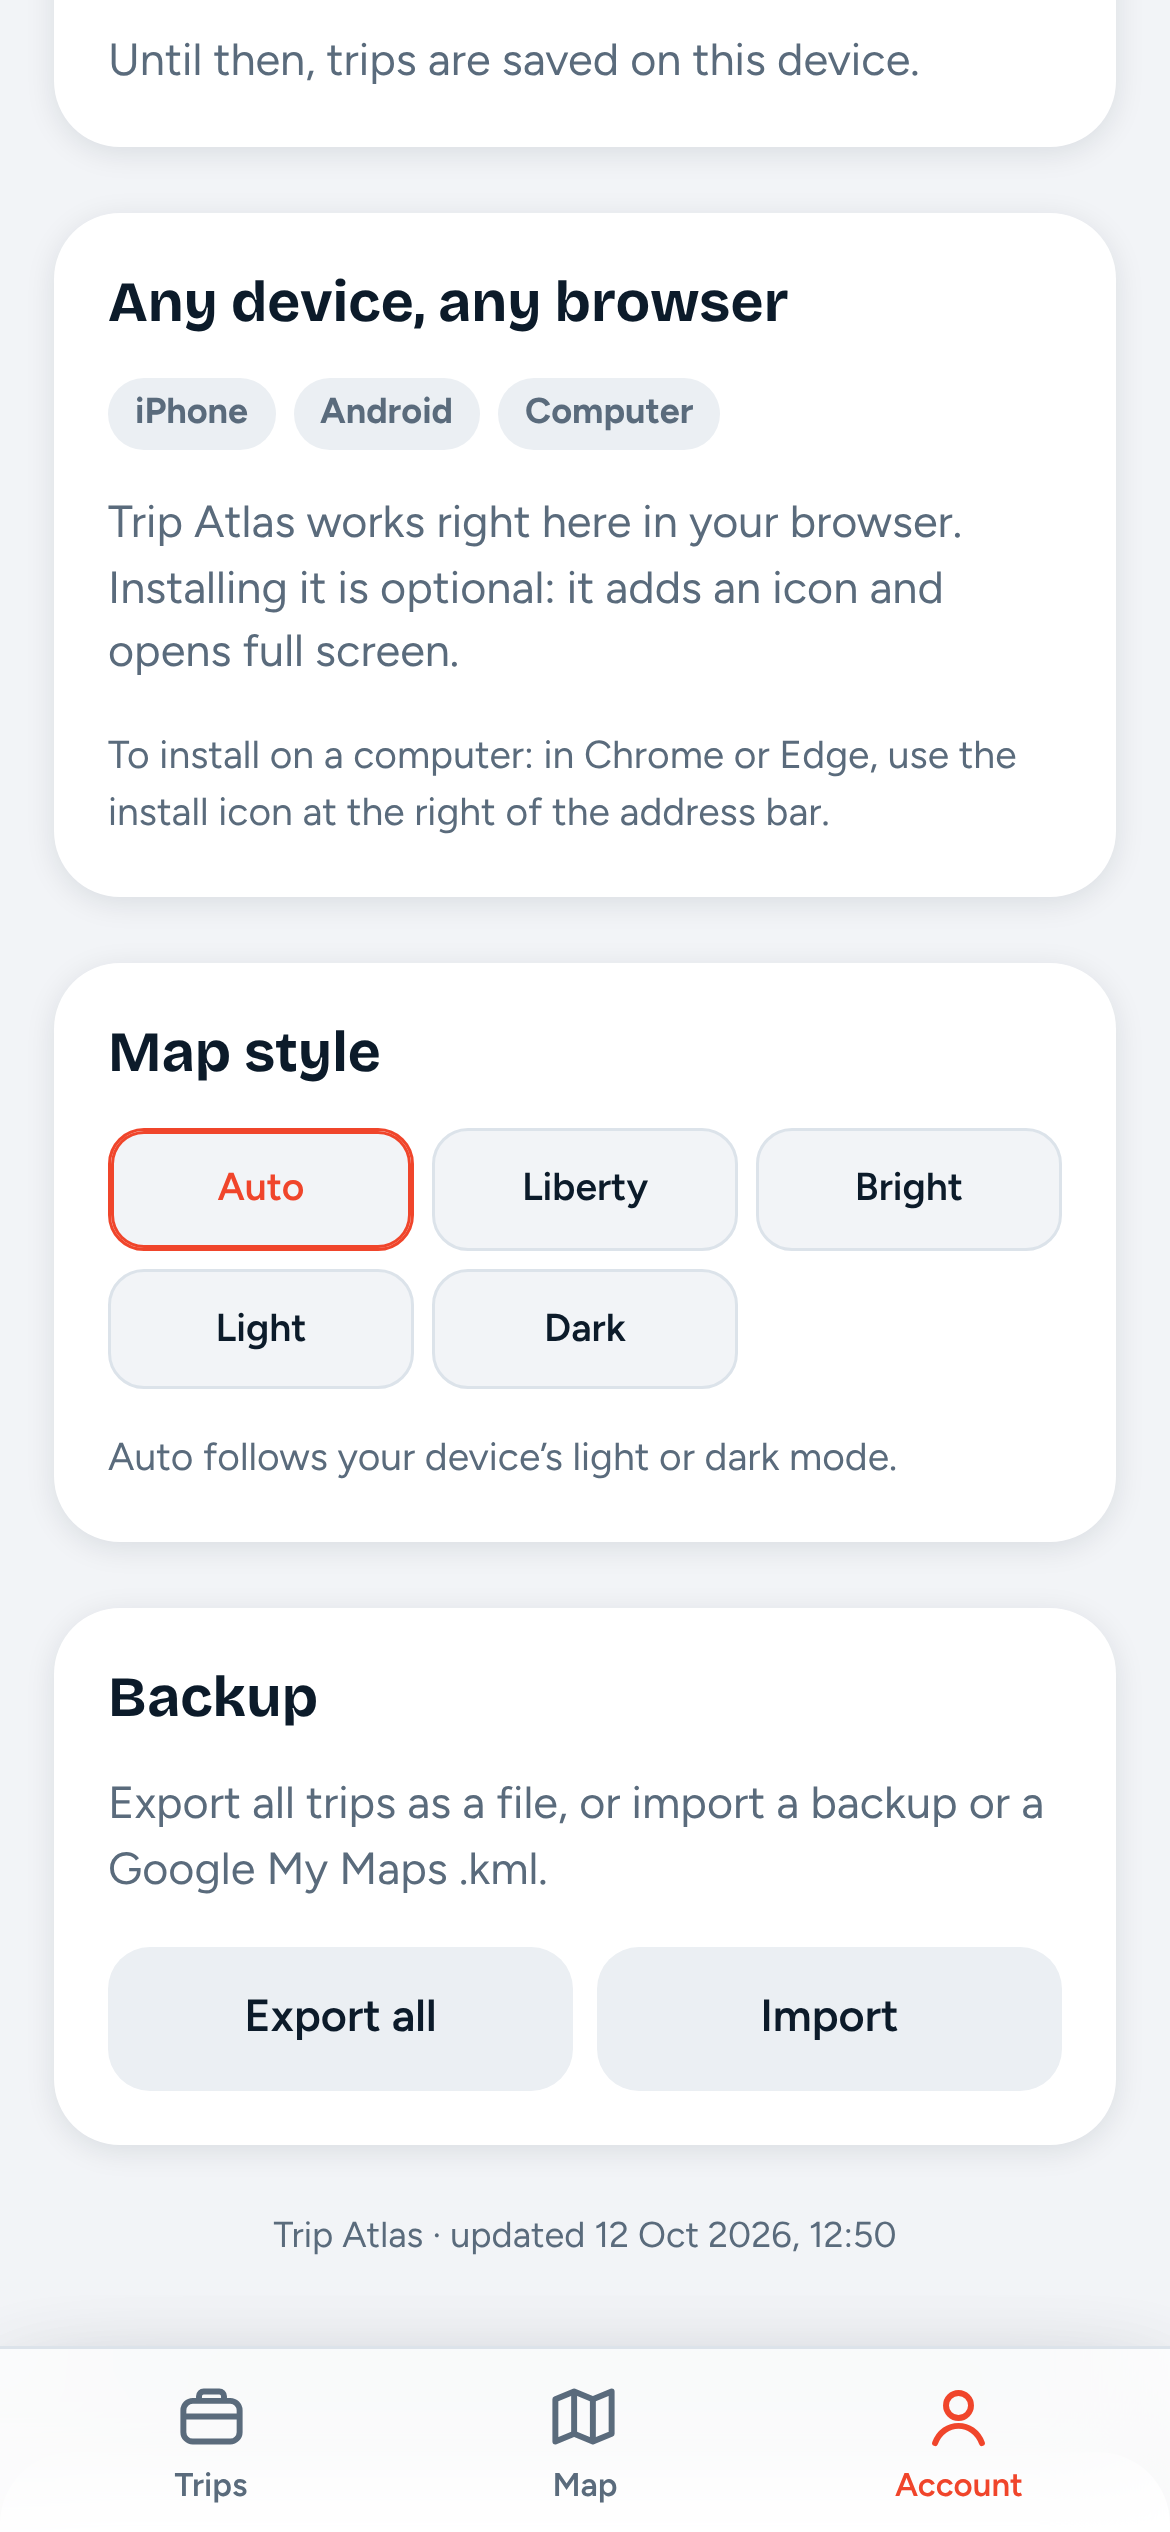 Until then, trips are saved on this device.
Any device, any browser
iPhone Android Computer
Trip Atlas works right here in your browser.
Installing it is optional: it adds an icon and
opens full screen.
To install on a computer: in Chrome or Edge, use the
install icon at the right of the address bar.
Map style
Auto Liberty Bright
Light Dark
Auto follows your device’s light or dark mode.
Backup
Export all trips as a file, or import a backup or a
Google My Maps .kml.
Export all Import
Trip Atlas · updated 12 Oct 2026, 12:50
Trips Map Account